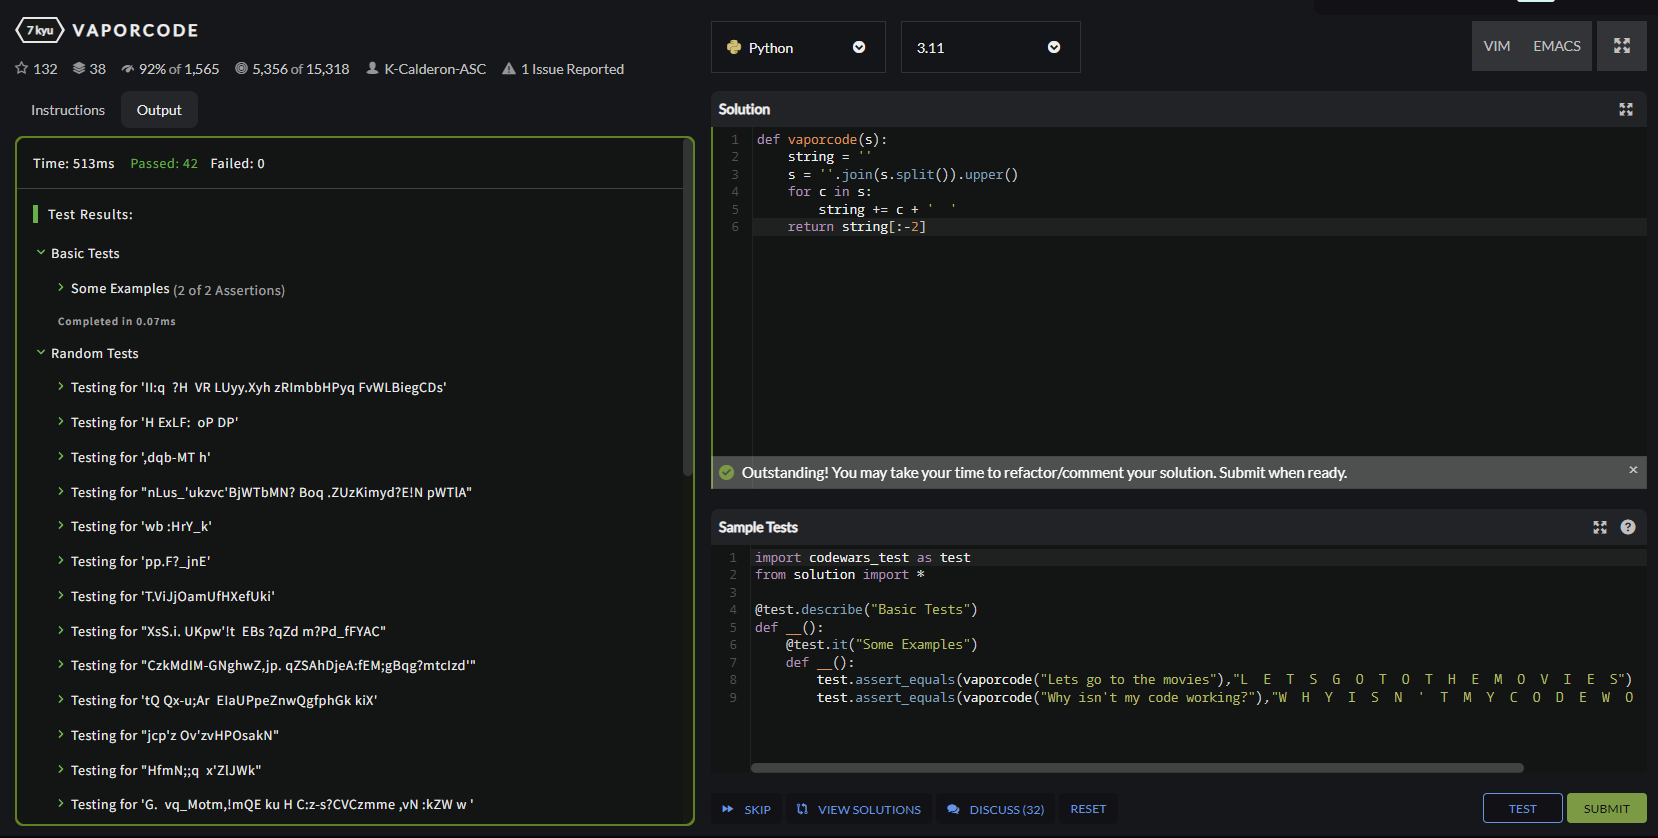 7 kyu VAPORCODE
132 38 92% of 1,565 5,356 of 15,318 K-Calderon-ASC 1 Issue Reported
Instructions Output
Time: 513ms Passed: 42 Failed: 0
Test Results:
Basic Tests
Some Examples (2 of 2 Assertions)
Completed in 0.07ms
Random Tests
Testing for 'II:q  ?H  VR LUyy.Xyh zRImbbHPyq FvWLBiegCDs'
Testing for 'H ExLF:  oP DP'
Testing for ',dqb-MT h'
Testing for "nLus_'ukzvc'BjWTbMN? Boq .ZUzKimyd?E!N pWTlA"
Testing for 'wb :HrY_k'
Testing for 'pp.F?_jnE'
Testing for 'T.ViJjOamUfHXefUki'
Testing for "XsS.i. UKpw'!t  EBs ?qZd m?Pd_fFYAC"
Testing for "CzkMdIM-GNghwZ,jp. qZSAhDjeA:fEM;gBqg?mtcIzd'"
Testing for 'tQ Qx-u;Ar  EIaUPpeZnwQgfphGk kiX'
Testing for "jcp'z Ov'zvHPOsakN"
Testing for "HfmN;;q  x'ZlJWk"
Testing for 'G.  vq_Motm,!mQE ku H C:z-s?CVCzmme ,vN :kZW w '
Python 3.11 VIM EMACS
Solution
1 def vaporcode(s):
2     string = ''
3     s = ''.join(s.split()).upper()
4     for c in s:
5         string += c + '  '
6     return string[:-2]
Outstanding! You may take your time to refactor/comment your solution. Submit when ready. ×
Sample Tests ?
1 import codewars_test as test
2 from solution import *
3
4 @test.describe("Basic Tests")
5 def __():
6     @test.it("Some Examples")
7     def __():
8         test.assert_equals(vaporcode("Lets go to the movies"),"L  E  T  S  G  O  T  O  T  H  E  M  O  V  I  E  S")
9         test.assert_equals(vaporcode("Why isn't my code working?"),"W  H  Y  I  S  N  '  T  M  Y  C  O  D  E  W  O
SKIP VIEW SOLUTIONS DISCUSS (32) RESET TEST SUBMIT